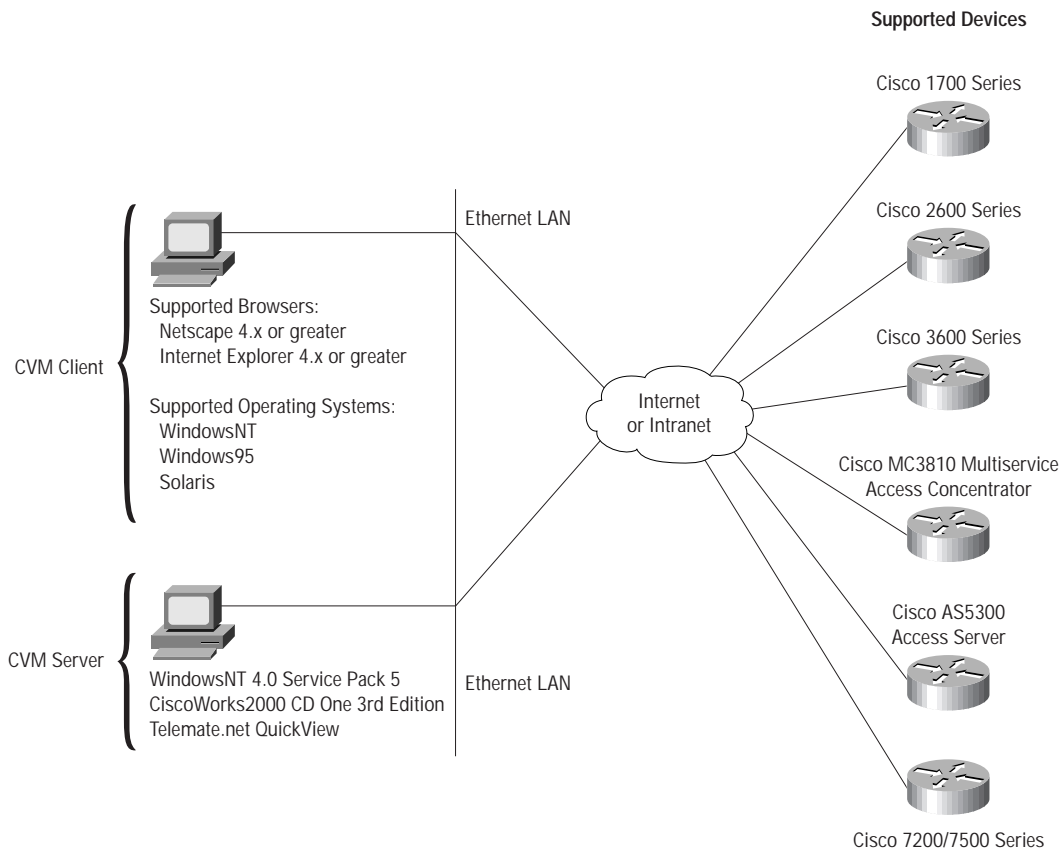 Supported Devices
Cisco 1700 Series
Cisco 2600 Series
Cisco 3600 Series
Cisco MC3810 Multiservice
Access Concentrator
Cisco AS5300
Access Server
Cisco 7200/7500 Series
Internet
or Intranet
Ethernet LAN
CVM Client
Supported Browsers:
Netscape 4.x or greater
Internet Explorer 4.x or greater
Supported Operating Systems:
WindowsNT
Windows95
Solaris
CVM Server
WindowsNT 4.0 Service Pack 5
CiscoWorks2000 CD One 3rd Edition
Telemate.net QuickView
Ethernet LAN